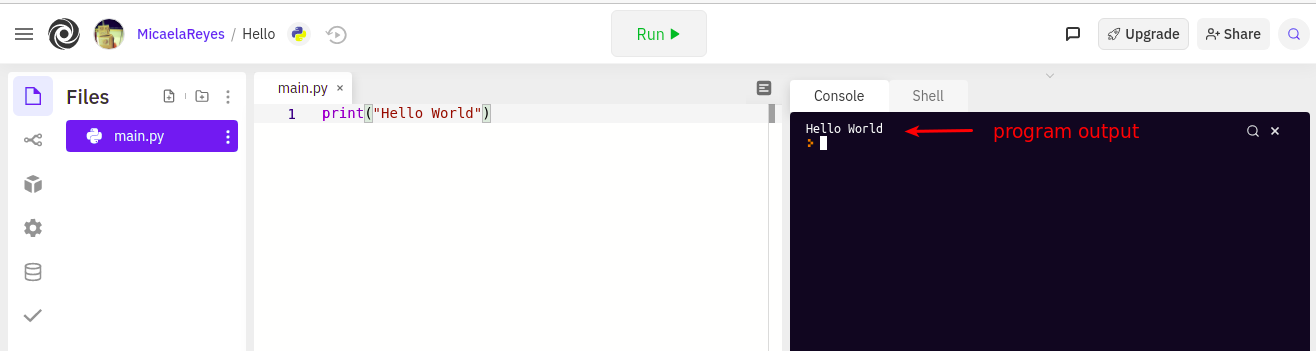 MicaelaReyes / Hello
Run
Upgrade
Share
Files
main.py
main.py ×
1 print("Hello World")
Console
Shell
Hello World
program output